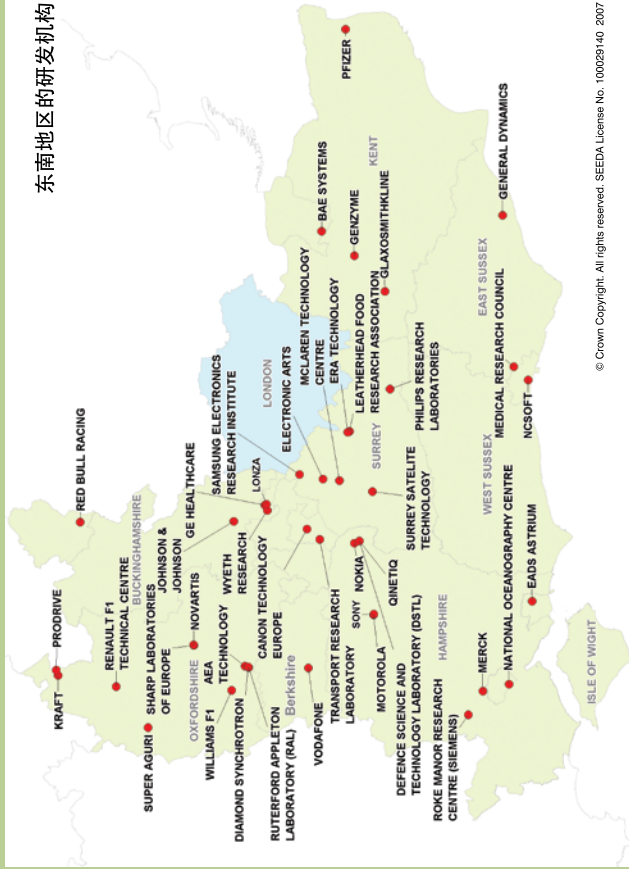 东南地区的研发机构
KRAFT
PRODRIVE
RED BULL RACING
RENAULT F1
TECHNICAL CENTRE
BUCKINGHAMSHIRE
SUPER AGURI
SHARP LABORATORIES
OF EUROPE
JOHNSON &
JOHNSON
GE HEALTHCARE
NOVARTIS
OXFORDSHIRE
SAMSUNG ELECTRONICS
RESEARCH INSTITUTE
WILLIAMS F1
AEA
TECHNOLOGY
WYETH
RESEARCH
LONZA
LONDON
DIAMOND SYNCHROTRON
CANON TECHNOLOGY
EUROPE
ELECTRONIC ARTS
RUTERFORD APPLETON
LABORATORY (RAL)
Berkshire
MCLAREN TECHNOLOGY
CENTRE
BAE SYSTEMS
PFIZER
VODAFONE
TRANSPORT RESEARCH
LABORATORY
ERA TECHNOLOGY
GENZYME
SONY
NOKIA
LEATHERHEAD FOOD
RESEARCH ASSOCIATION
KENT
MOTOROLA
QINETIQ
SURREY
GLAXOSMITHKLINE
DEFENCE SCIENCE AND
TECHNOLOGY LABORATORY (DSTL)
SURREY SATELITE
TECHNOLOGY
PHILIPS RESEARCH
LABORATORIES
ROKE MANOR RESEARCH
CENTRE (SIEMENS)
HAMPSHIRE
MERCK
WEST SUSSEX
EAST SUSSEX
MEDICAL RESEARCH COUNCIL
GENERAL DYNAMICS
NATIONAL OCEANOGRAPHY CENTRE
NCSOFT
EADS ASTRIUM
ISLE OF WIGHT
© Crown Copyright. All rights reserved. SEEDA License No. 100029140 2007